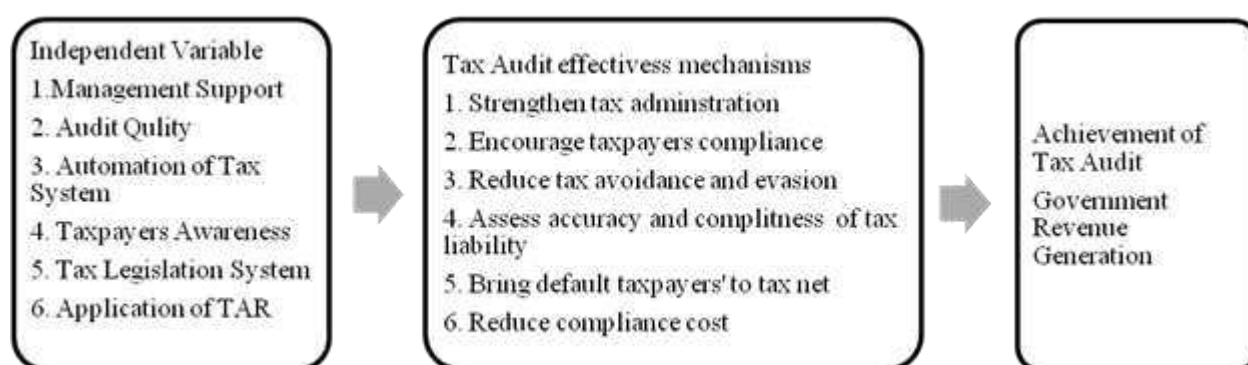 Independent Variable
1.Management Support
2. Audit Qulity
3. Automation of Tax
System
4. Taxpayers Awareness
5. Tax Legislation System
6. Application of TAR
Tax Audit effectivess mechanisms
1. Strengthen tax adminstration
2. Encourage taxpayers compliance
3. Reduce tax avoidance and evasion
4. Assess accuracy and complitness of tax
liability
5. Bring default taxpayers' to tax net
6. Reduce compliance cost
Achievement of
Tax Audit
Government
Revenue
Generation